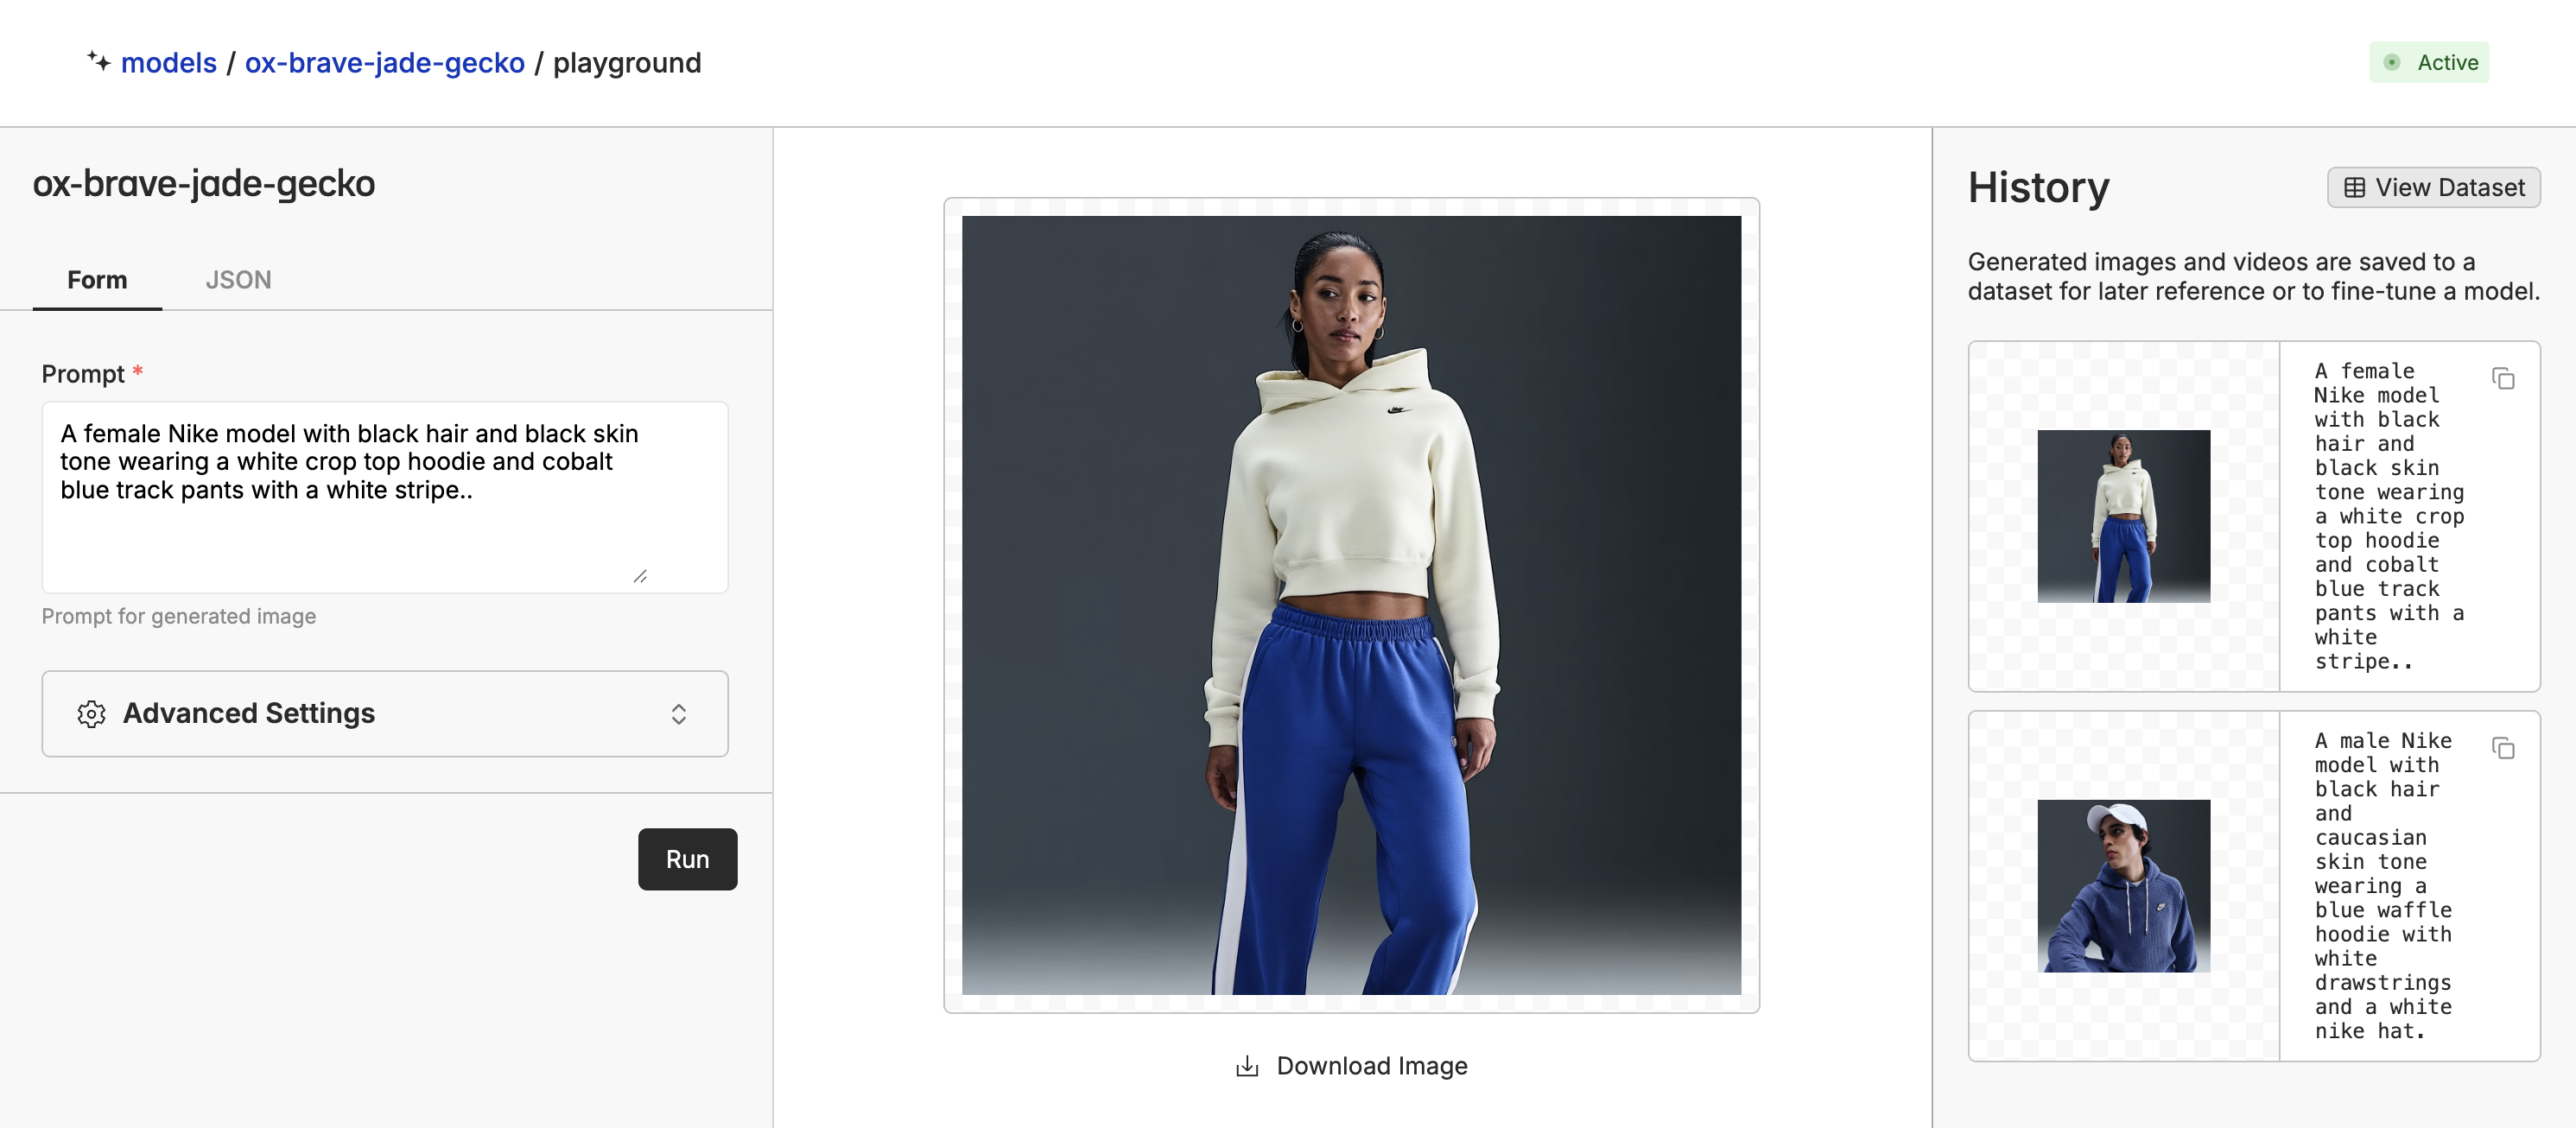 models / ox-brave-jade-gecko / playground
Active
ox-brave-jade-gecko
Form
JSON
Prompt *
A female Nike model with black hair and black skin
tone wearing a white crop top hoodie and cobalt
blue track pants with a white stripe..
Prompt for generated image
Advanced Settings
Run
Download Image
History
View Dataset
Generated images and videos are saved to a
dataset for later reference or to fine-tune a model.
A female
Nike model
with black
hair and
black skin
tone wearing
a white crop
top hoodie
and cobalt
blue track
pants with a
white
stripe..
A male Nike
model with
black hair
and
caucasian
skin tone
wearing a
blue waffle
hoodie with
white
drawstrings
and a white
nike hat.